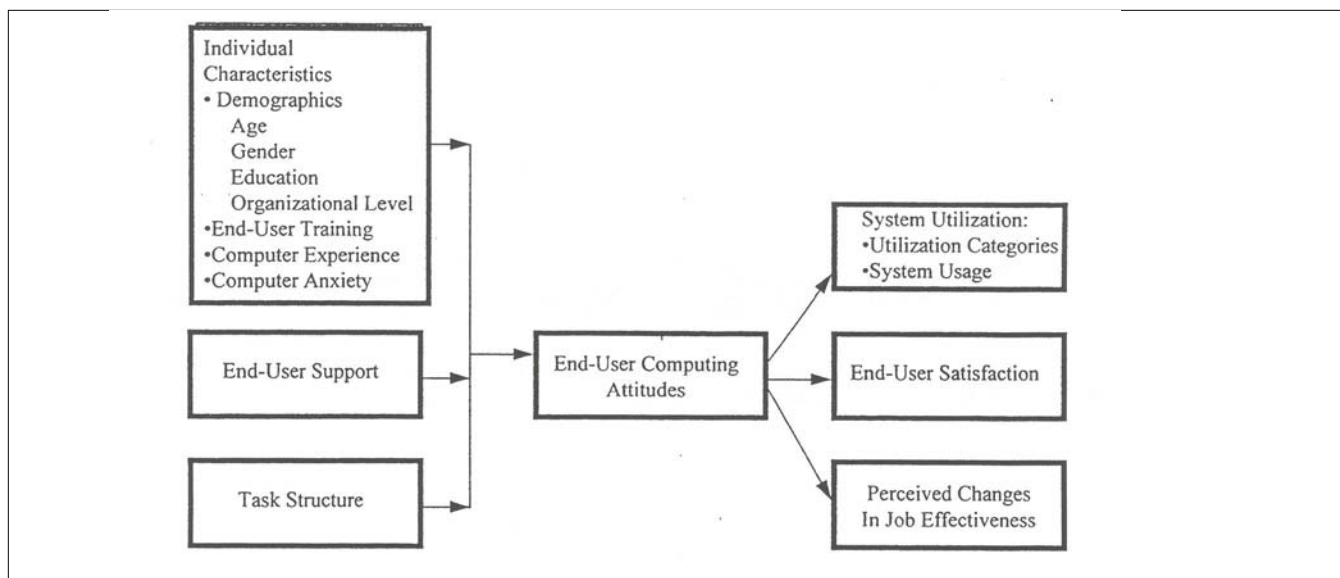 Individual
Characteristics
• Demographics
Age
Gender
Education
Organizational Level
•End-User Training
•Computer Experience
•Computer Anxiety
End-User Support
Task Structure
End-User Computing
Attitudes
System Utilization:
•Utilization Categories
•System Usage
End-User Satisfaction
Perceived Changes
In Job Effectiveness